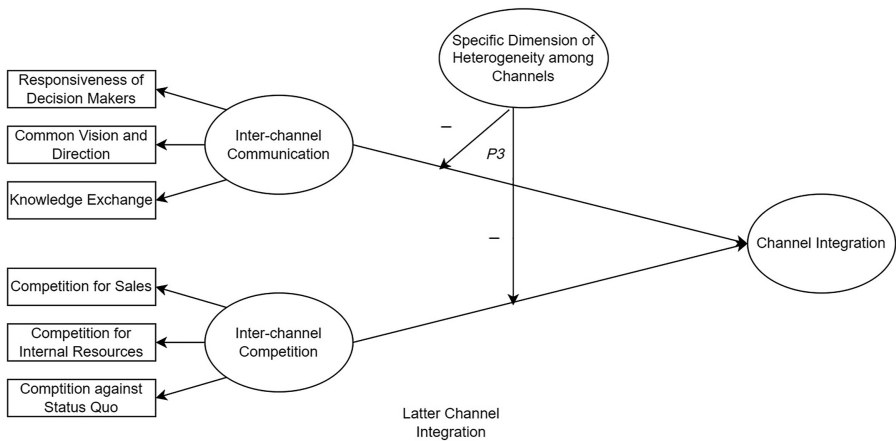 Specific Dimension of
Heterogeneity among
Channels
Responsiveness of
Decision Makers
Common Vision and
Direction
Knowledge Exchange
Inter-channel
Communication
–
P3
–
Channel Integration
Competition for Sales
Competition for
Internal Resources
Comptition against
Status Quo
Inter-channel
Competition
Latter Channel
Integration